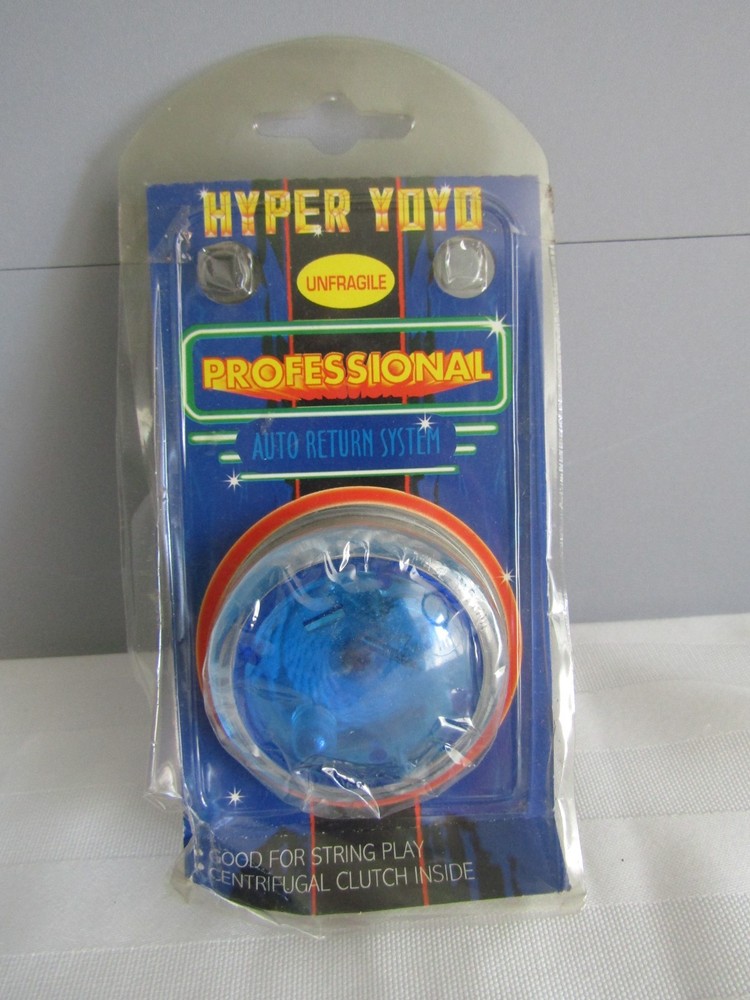 HYPER YOYO
UNFRAGILE
PROFESSIONAL
AUTO RETURN SYSTEM
GOOD FOR STRING PLAY
CENTRIFUGAL CLUTCH INSIDE